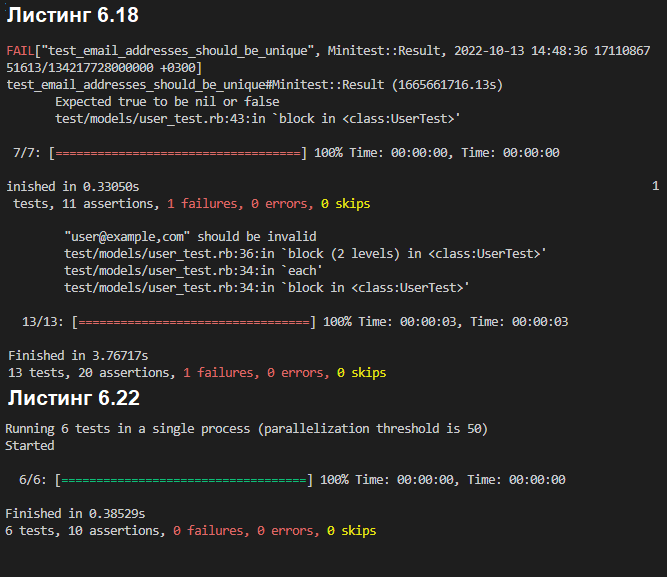 Листинг 6.18
FAIL["test_email_addresses_should_be_unique", Minitest::Result, 2022-10-13 14:48:36 17110867
51613/134217728000000 +0300]
test_email_addresses_should_be_unique#Minitest::Result (1665661716.13s)
Expected true to be nil or false
test/models/user_test.rb:43:in `block in <class:UserTest>'
7/7: [===================================] 100% Time: 00:00:00, Time: 00:00:00
inished in 0.33050s 1
tests, 11 assertions, 1 failures, 0 errors, 0 skips
"user@example,com" should be invalid
test/models/user_test.rb:36:in `block (2 levels) in <class:UserTest>'
test/models/user_test.rb:34:in `each'
test/models/user_test.rb:34:in `block in <class:UserTest>'
13/13: [=================================] 100% Time: 00:00:03, Time: 00:00:03
Finished in 3.76717s
13 tests, 20 assertions, 1 failures, 0 errors, 0 skips
Листинг 6.22
Running 6 tests in a single process (parallelization threshold is 50)
Started
6/6: [===================================] 100% Time: 00:00:00, Time: 00:00:00
Finished in 0.38529s
6 tests, 10 assertions, 0 failures, 0 errors, 0 skips